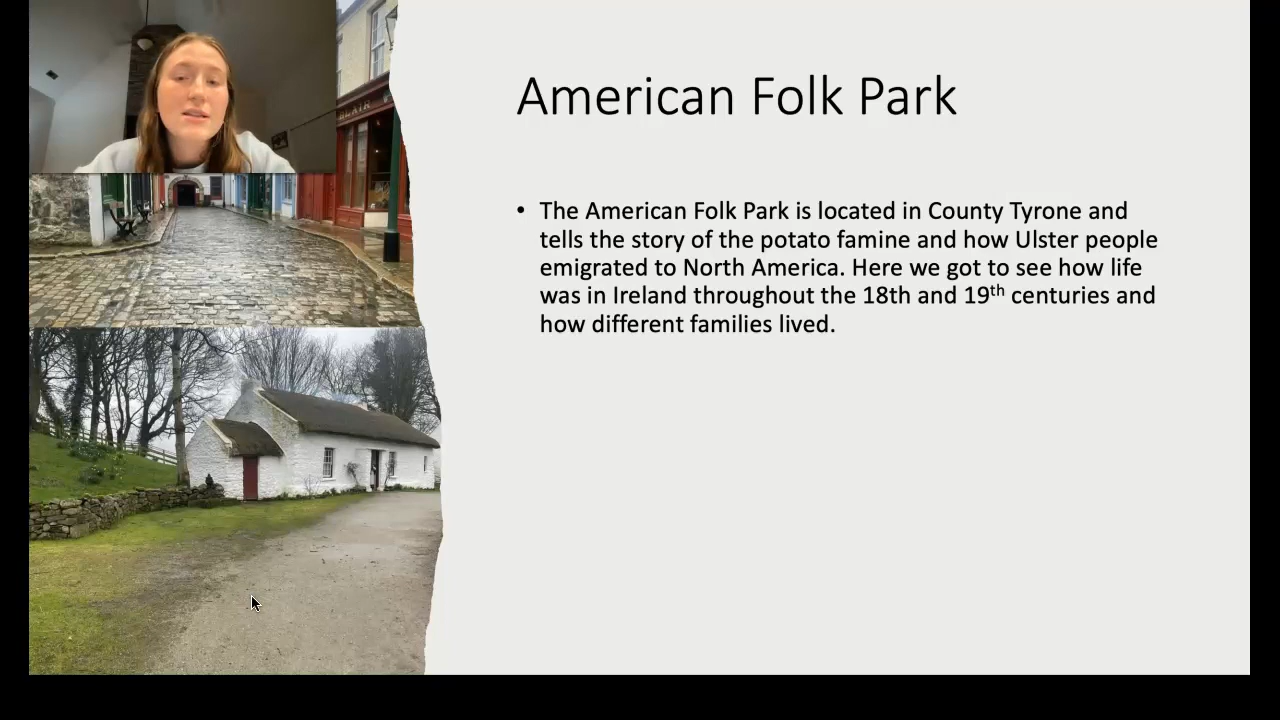 BLAIR
American Folk Park
• The American Folk Park is located in County Tyrone and
tells the story of the potato famine and how Ulster people
emigrated to North America. Here we got to see how life
was in Ireland throughout the 18th and 19th centuries and
how different families lived.